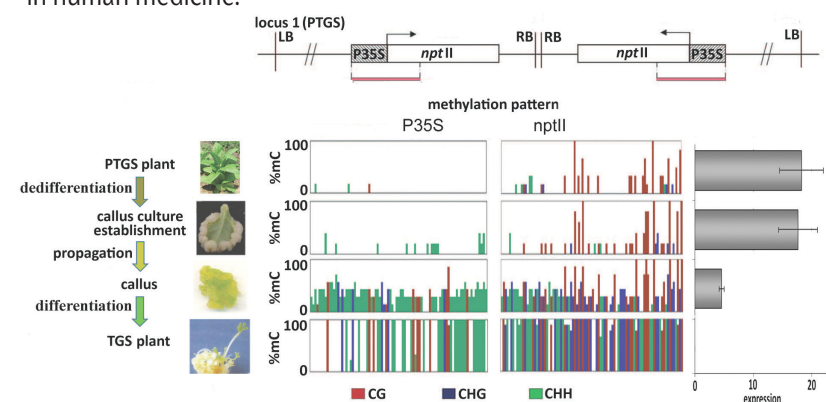 in human medicine.
locus 1 (PTGS)
LB RB RB LB
P35S nptII nptII P35S
methylation pattern
P35S nptII
PTGS plant
dedifferentiation
callus culture
establishment
propagation
callus
differentiation
TGS plant
100
%mC
0
100
%mC
0
100
%mC
0
100
%mC
0
0 10 20
expression
CG CHG CHH